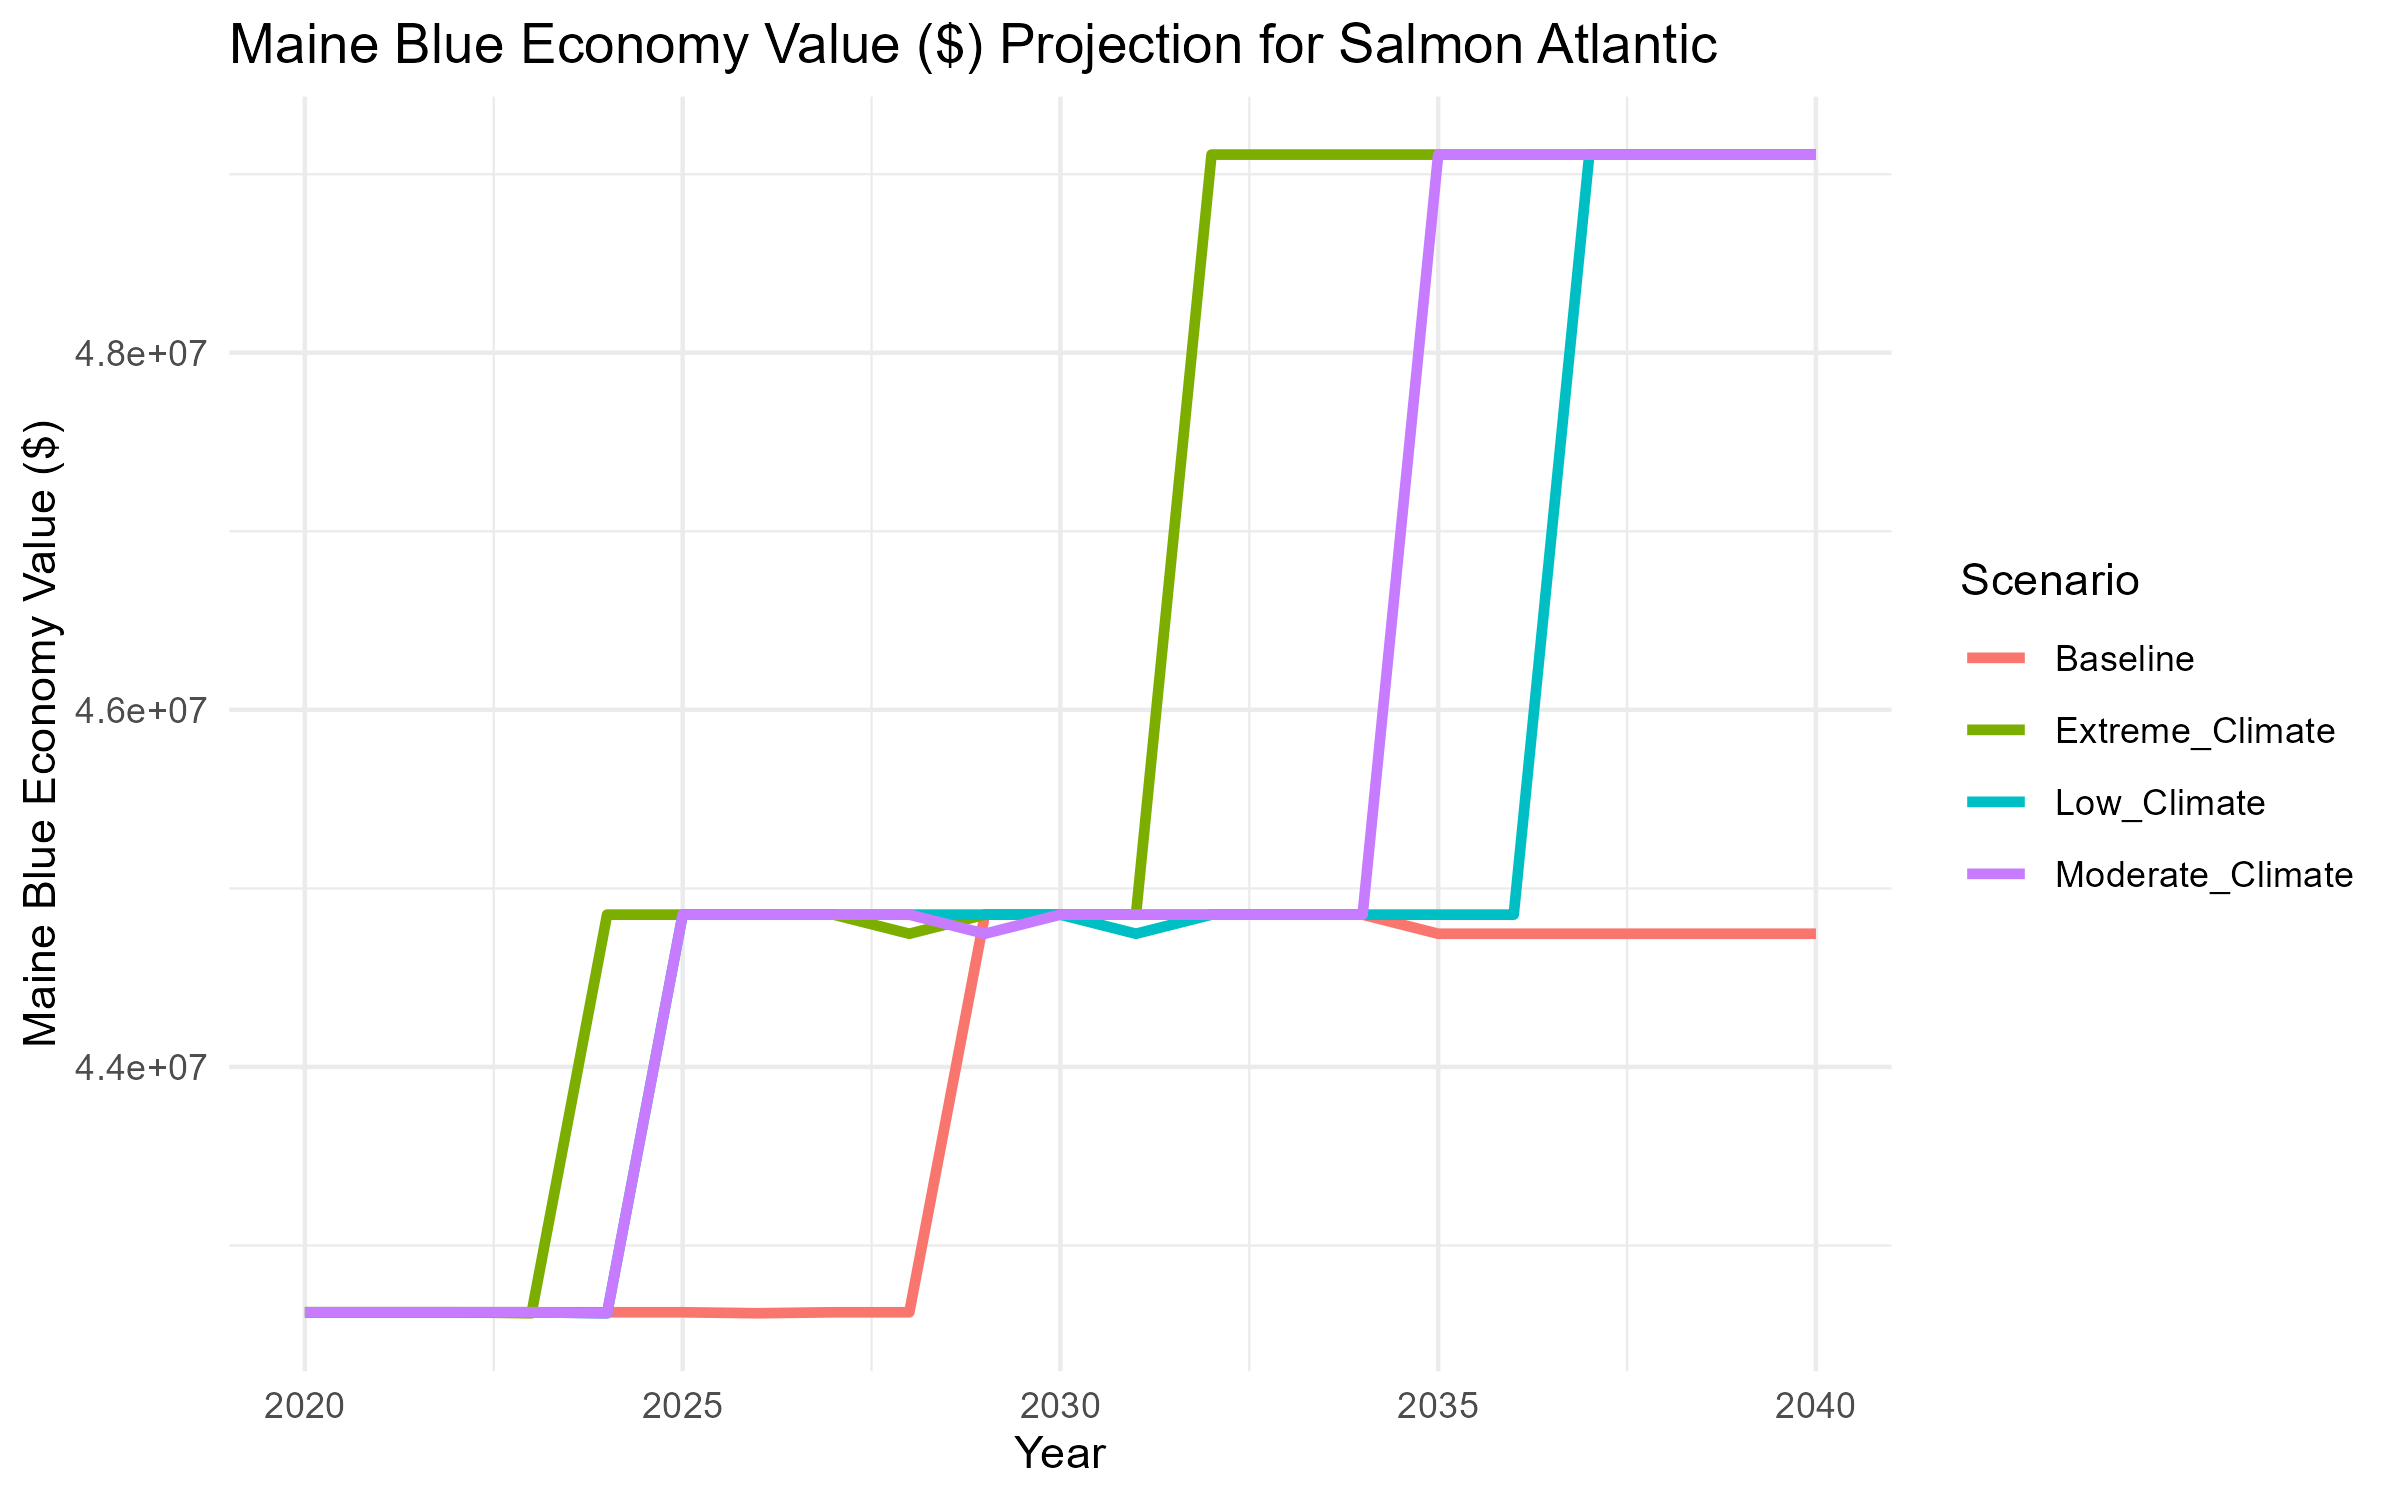 Maine Blue Economy Value ($) Projection for Salmon Atlantic
Maine Blue Economy Value ($)
4.8e+07
4.6e+07
4.4e+07
2020 2025 2030 2035 2040
Year
Scenario
Baseline
Extreme_Climate
Low_Climate
Moderate_Climate